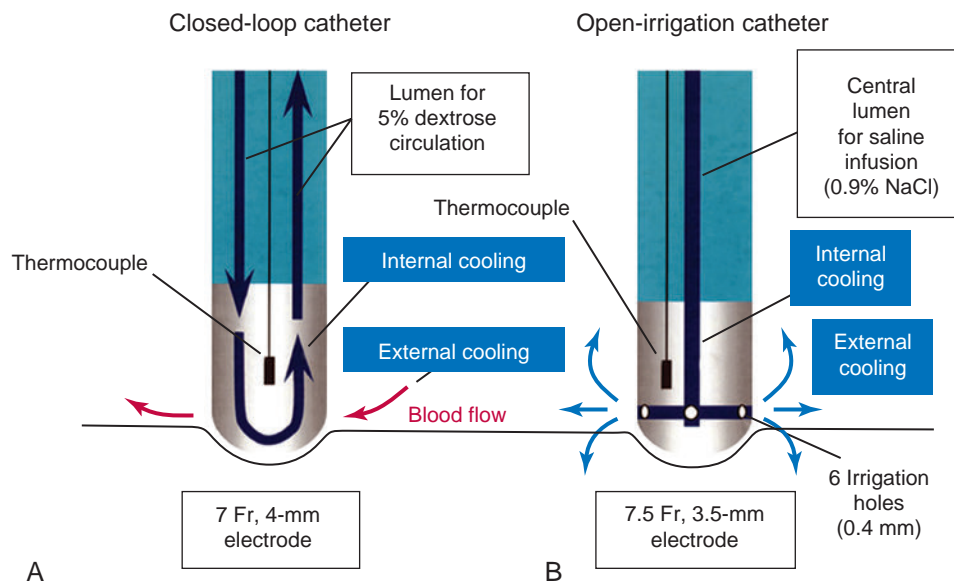 Closed-loop catheter
Lumen for
5% dextrose
circulation
Thermocouple
Internal cooling
External cooling
Blood flow
7 Fr, 4-mm
electrode
A
Open-irrigation catheter
Central
lumen
for saline
infusion
(0.9% NaCl)
Thermocouple
Internal
cooling
External
cooling
6 Irrigation
holes
(0.4 mm)
7.5 Fr, 3.5-mm
electrode
B